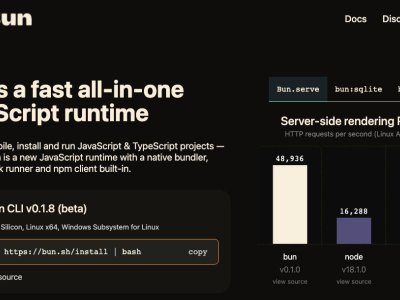 un
Docs
s a fast all-in-one
Script runtime
pile, install and run JavaScript & TypeScript projects —
is a new JavaScript runtime with a native bundler,
k runner and npm client built-in.
n CLI v0.1.8 (beta)
Silicon, Linux x64, Windows Subsystem for Linux
https://bun.sh/install | bash copy
source
Bun.serve bun:sqlite
Server-side rendering
HTTP requests per second (Linux
48,936
16,288
bun node
v0.1.0 v18.1.0
view source view source